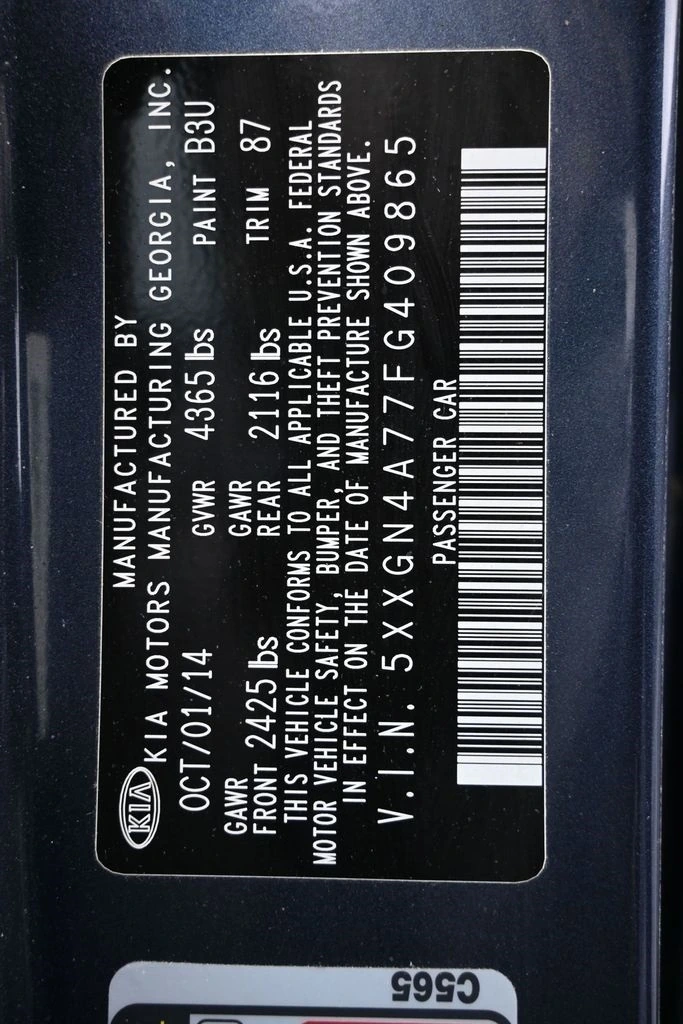 MANUFACTURED BY
KIA KIA MOTORS MANUFACTURING GEORGIA, INC.
OCT/01/14 GVWR 4365 lbs PAINT B3U
GAWR GAWR
FRONT 2425 lbs REAR 2116 lbs TRIM 87
THIS VEHICLE CONFORMS TO ALL APPLICABLE U.S.A. FEDERAL
MOTOR VEHICLE SAFETY, BUMPER, AND THEFT PREVENTION STANDARDS
IN EFFECT ON THE DATE OF MANUFACTURE SHOWN ABOVE.
V.I.N. 5XXGN4A77FG409865
PASSENGER CAR
C565